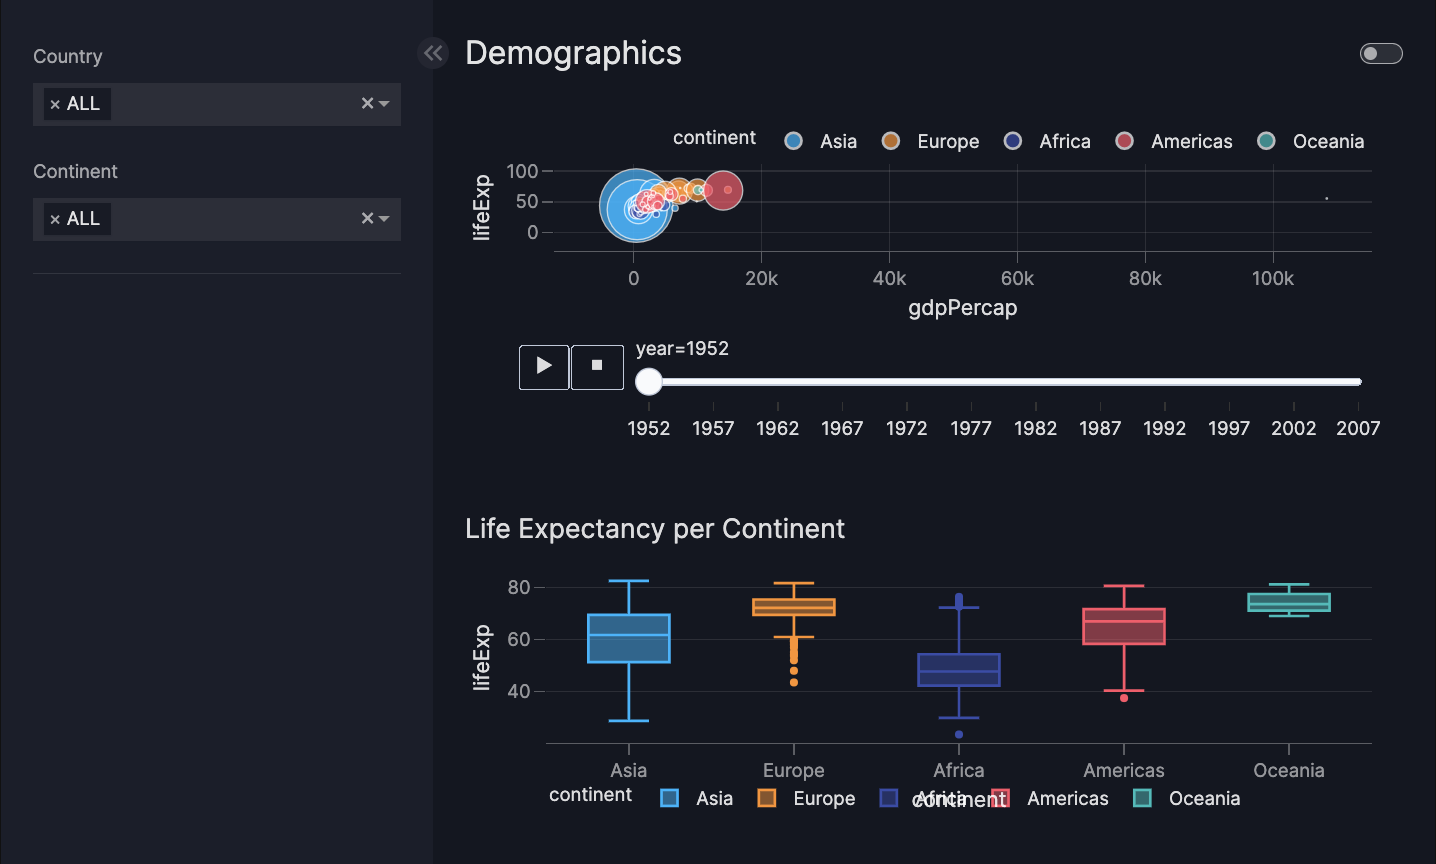 Country
× ALL
Continent
× ALL
Demographics
continent Asia Europe Africa Americas Oceania
lifeExp
100
50
0
0 20k 40k 60k 80k 100k
gdpPercap
year=1952
1952 1957 1962 1967 1972 1977 1982 1987 1992 1997 2002 2007
Life Expectancy per Continent
lifeExp
80
60
40
Asia Europe Africa Americas Oceania
continent Asia Europe Africa Americas Oceania
continent